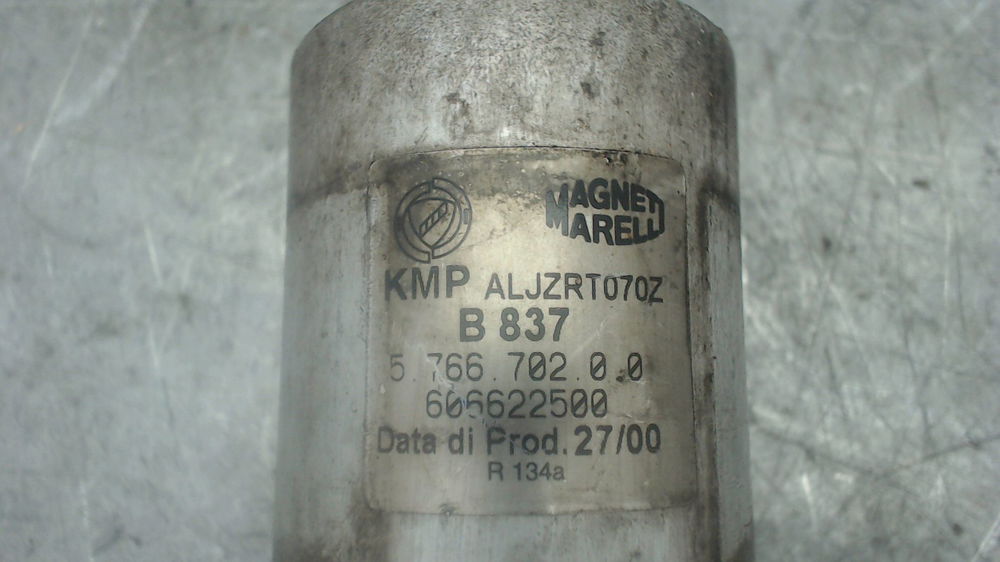 MAGNETI
MARELLI
KMP ALJZRT070Z
B 837
5.766.702.0.0
606622500
Data di Prod. 27/00
R 134a